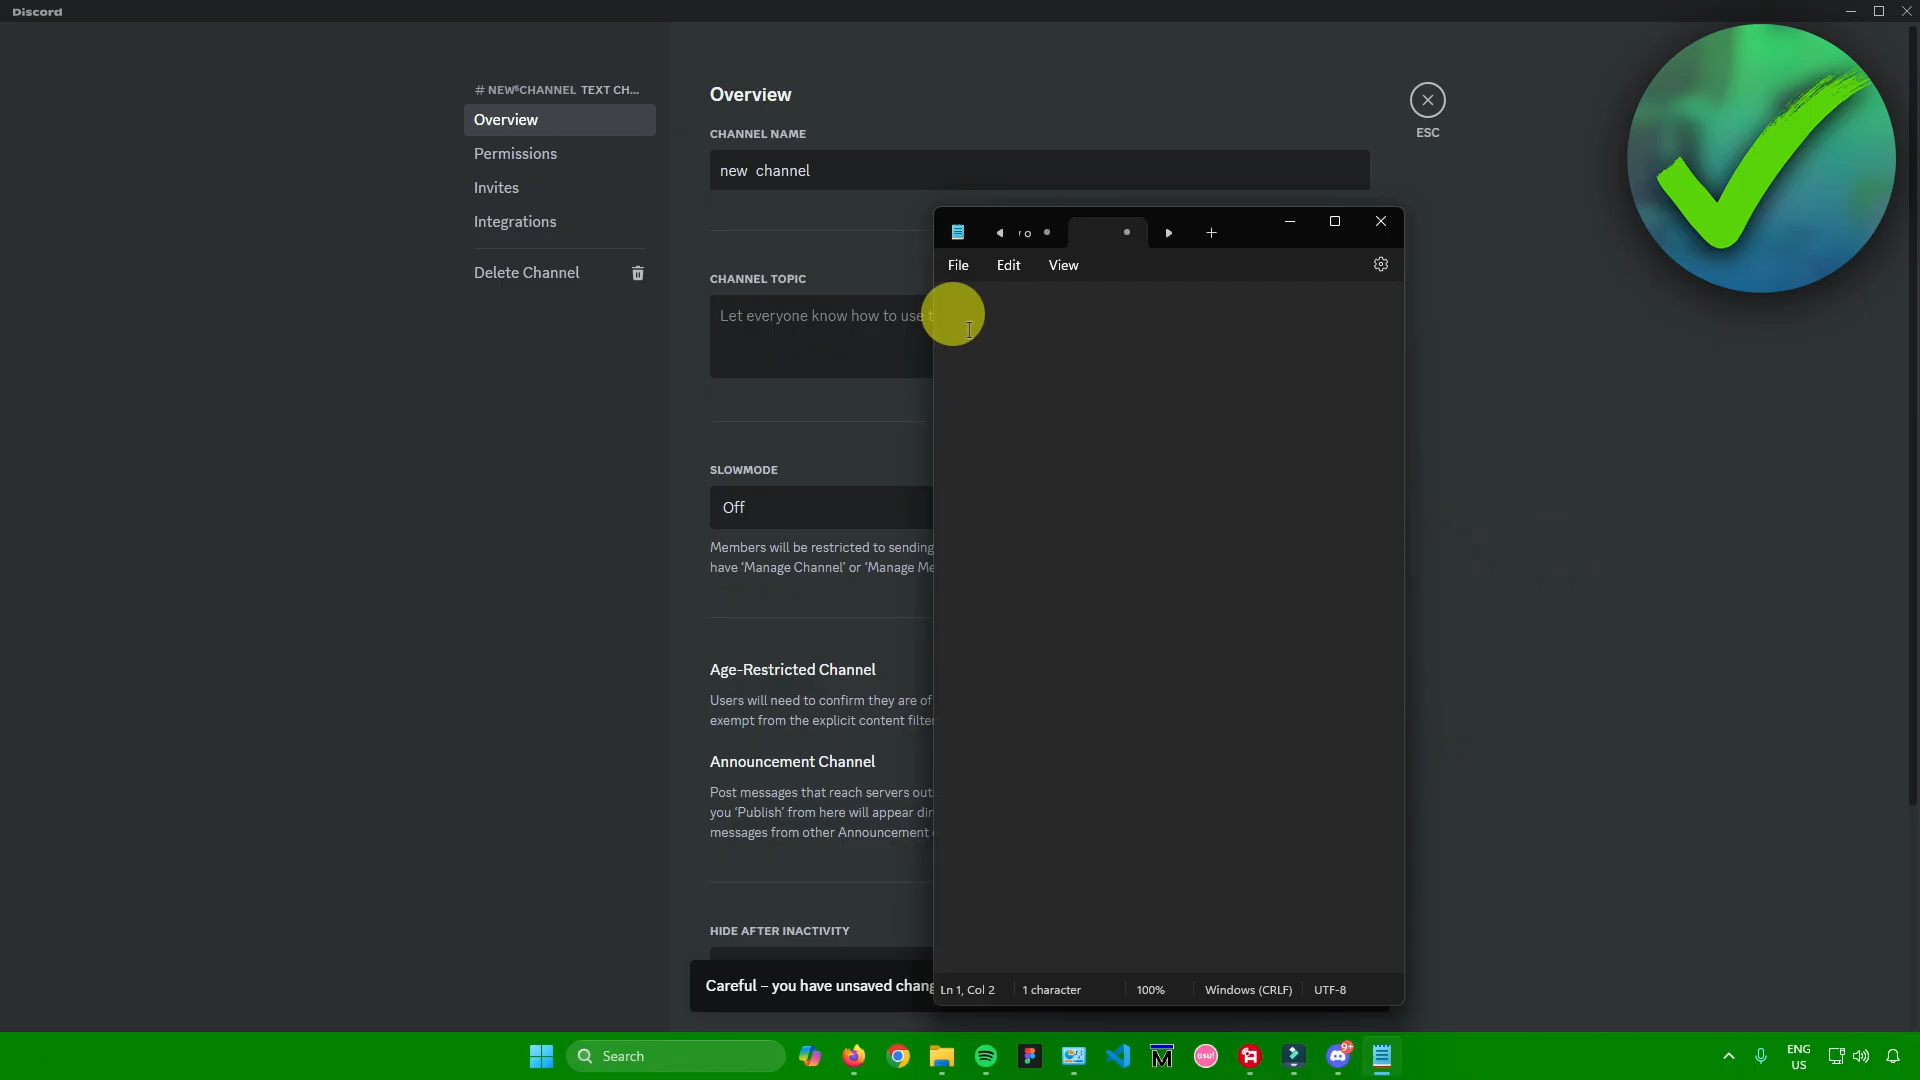 Discord
# NEW CHANNEL TEXT CH...
Overview
Permissions
Invites
Integrations
Delete Channel
Overview
CHANNEL NAME
new  channel
ESC
CHANNEL TOPIC
Let everyone know how to use t
SLOWMODE
Off
Members will be restricted to sending
have ‘Manage Channel’ or ‘Manage Me
Age-Restricted Channel
Users will need to confirm they are of
exempt from the explicit content filter
Announcement Channel
Post messages that reach servers out
you ‘Publish’ from here will appear dir
messages from other Announcement
HIDE AFTER INACTIVITY
Careful – you have unsaved chang
File Edit View
Ln 1, Col 2 1 character 100% Windows (CRLF) UTF-8
Search
osu!
9+
ENG
US